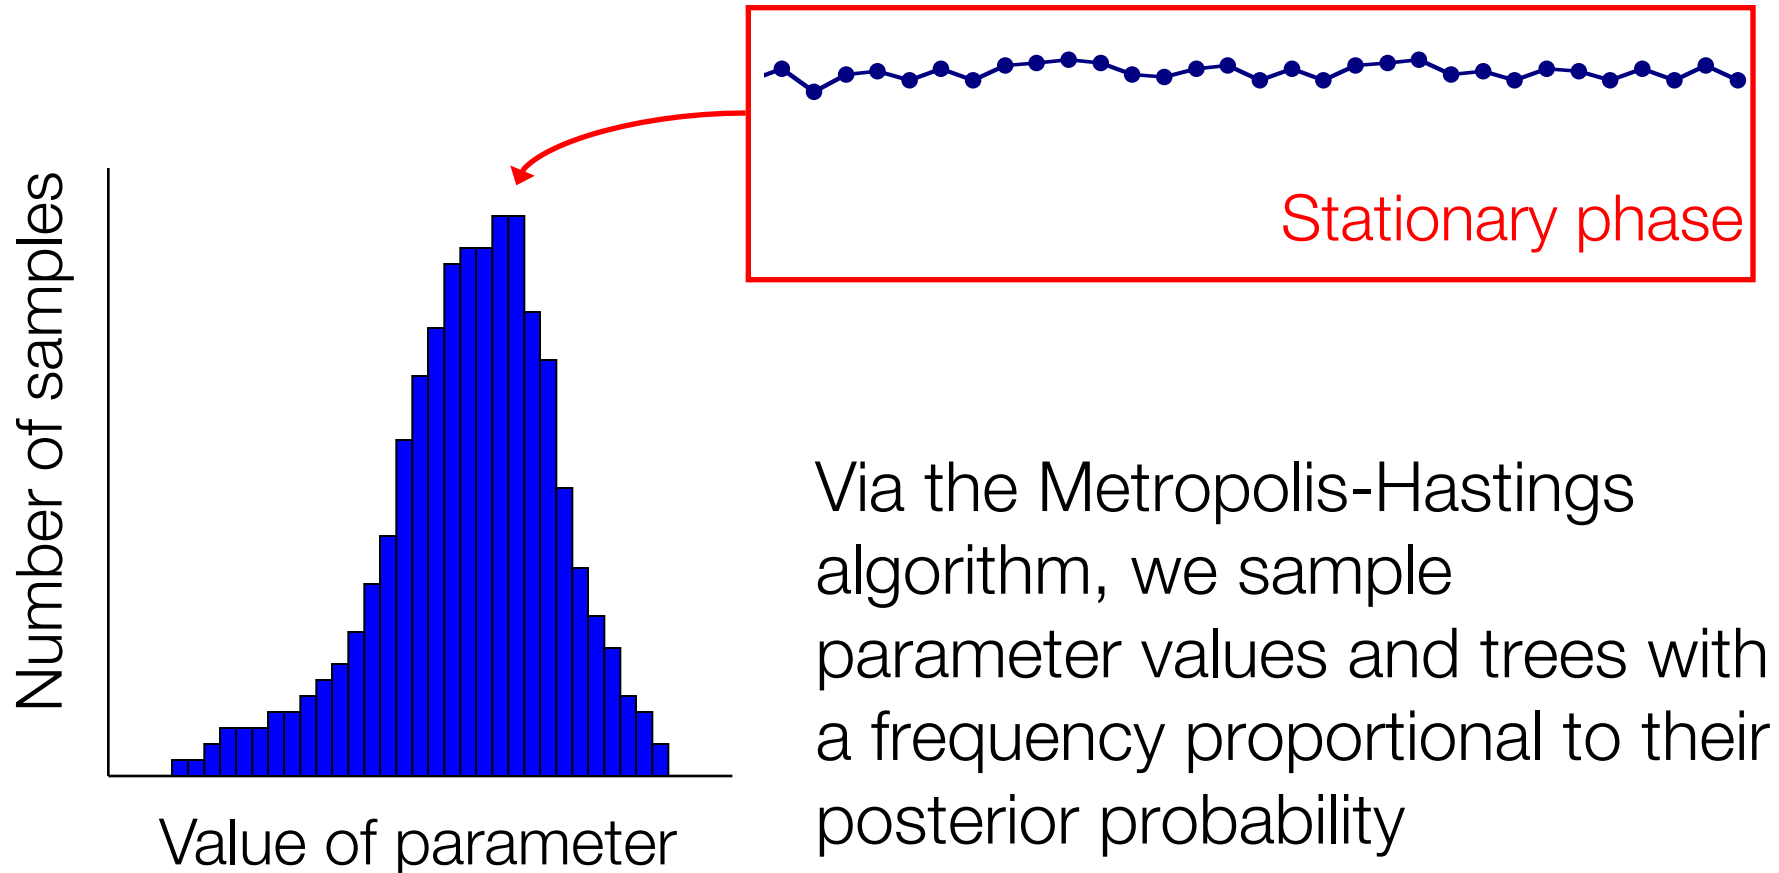 Stationary phase
Number of samples
Value of parameter
Via the Metropolis-Hastings
algorithm, we sample
parameter values and trees with
a frequency proportional to their
posterior probability